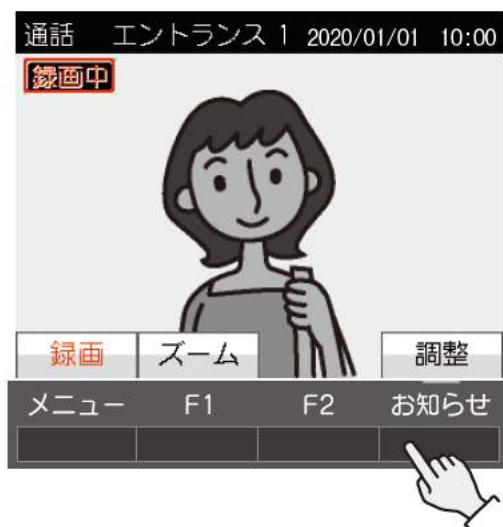 通話 エントランス 1 2020/01/01 10:00
録画中
録画 ズーム 調整
メニュー F1 F2 お知らせ